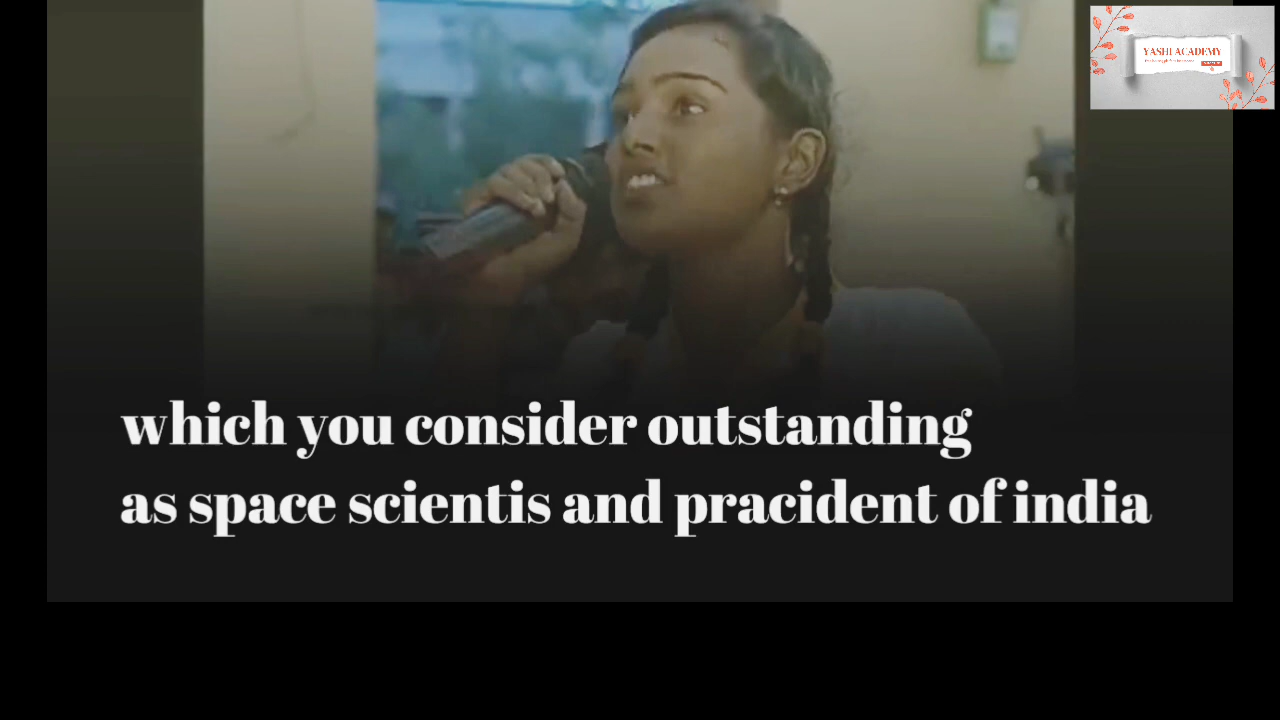 YASHI ACADEMY
which you consider outstanding
as space scientis and pracident of india